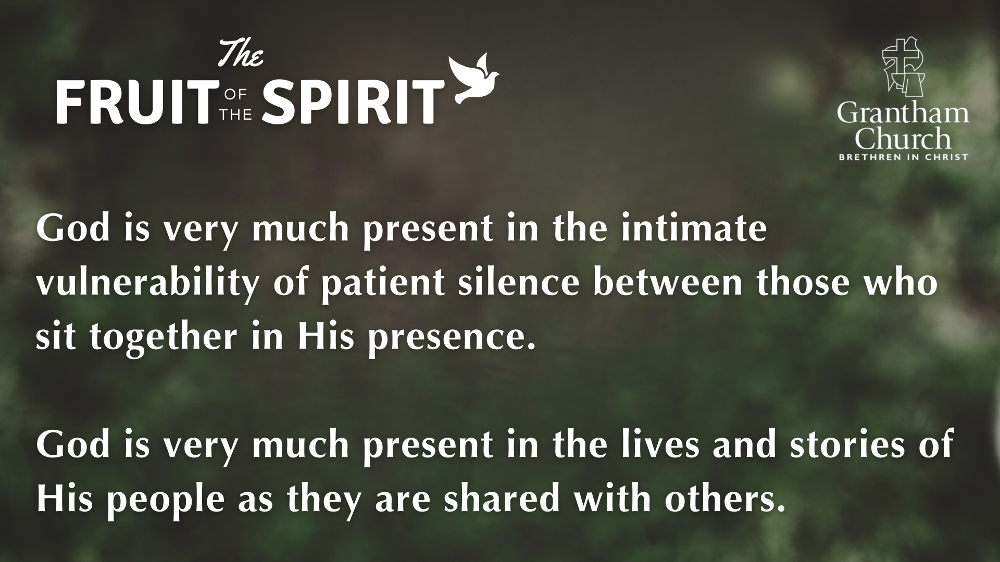 The
FRUIT OF THE SPIRIT
Grantham
Church
BRETHREN IN CHRIST
God is very much present in the intimate
vulnerability of patient silence between those who
sit together in His presence.
God is very much present in the lives and stories of
His people as they are shared with others.